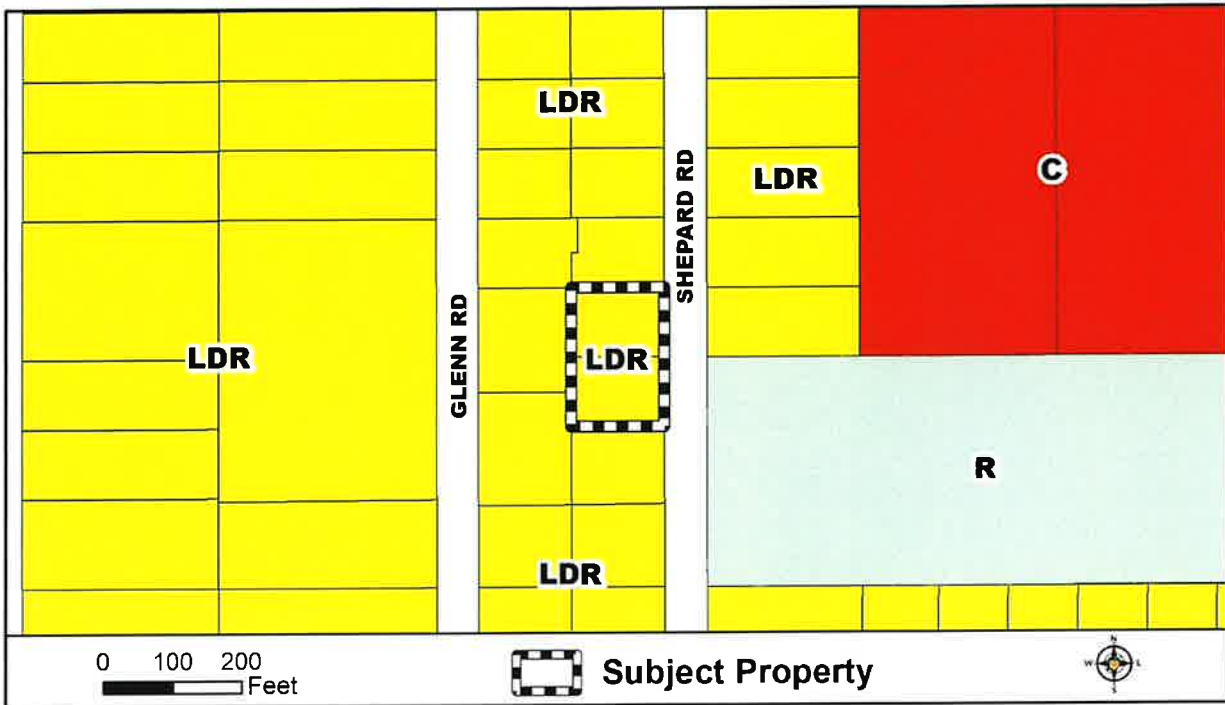 LDR
C
LDR
SHEPARD RD
GLENN RD
LDR
LDR
R
LDR
0 100 200
Feet
Subject Property
N
W
S